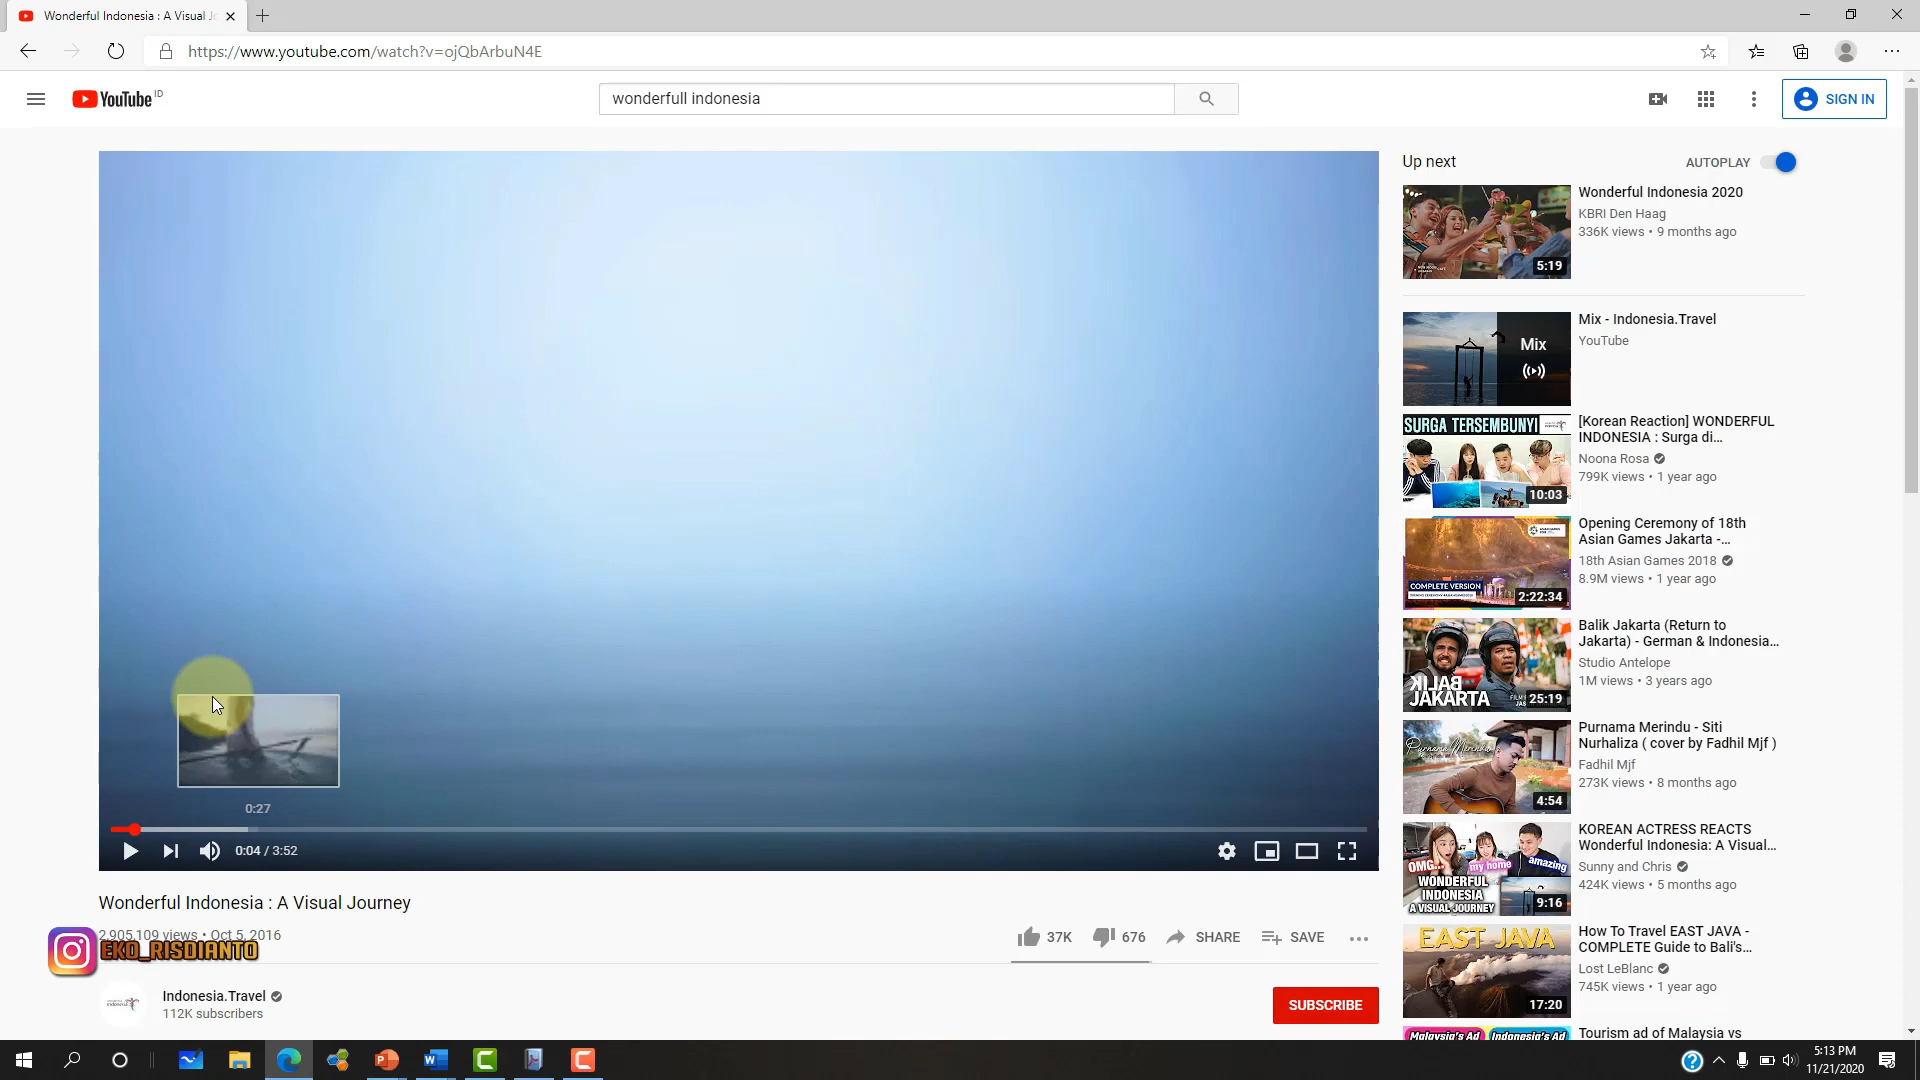 Wonderful Indonesia : A Visual Jo
https://www.youtube.com/watch?v=ojQbArbuN4E
YouTube ID
wonderfull indonesia
SIGN IN
0:27
0:04 / 3:52
Wonderful Indonesia : A Visual Journey
2,905,109 views • Oct 5, 2016
EKO_RISDIANTO
37K
676
SHARE
SAVE
Indonesia.Travel
112K subscribers
SUBSCRIBE
Up next
AUTOPLAY
5:19
Wonderful Indonesia 2020
KBRI Den Haag
336K views • 9 months ago
Mix
Mix - Indonesia.Travel
YouTube
SURGA TERSEMBUNYI
10:03
[Korean Reaction] WONDERFUL
INDONESIA : Surga di...
Noona Rosa
799K views • 1 year ago
COMPLETE VERSION
2:22:34
Opening Ceremony of 18th
Asian Games Jakarta -...
18th Asian Games 2018
8.9M views • 1 year ago
BALIK
JAKARTA
25:19
Balik Jakarta (Return to
Jakarta) - German & Indonesia...
Studio Antelope
1M views • 3 years ago
Purnama Merindu
4:54
Purnama Merindu - Siti
Nurhaliza ( cover by Fadhil Mjf )
Fadhil Mjf
273K views • 8 months ago
OMG...
my home
amazing
WONDERFUL
INDONESIA
A VISUAL JOURNEY
9:16
KOREAN ACTRESS REACTS
Wonderful Indonesia: A Visual...
Sunny and Chris
424K views • 5 months ago
EAST JAVA
17:20
How To Travel EAST JAVA -
COMPLETE Guide to Bali's...
Lost LeBlanc
745K views • 1 year ago
Malaysia's Ad
Indonesia's Ad
Tourism ad of Malaysia vs
5:13 PM
11/21/2020